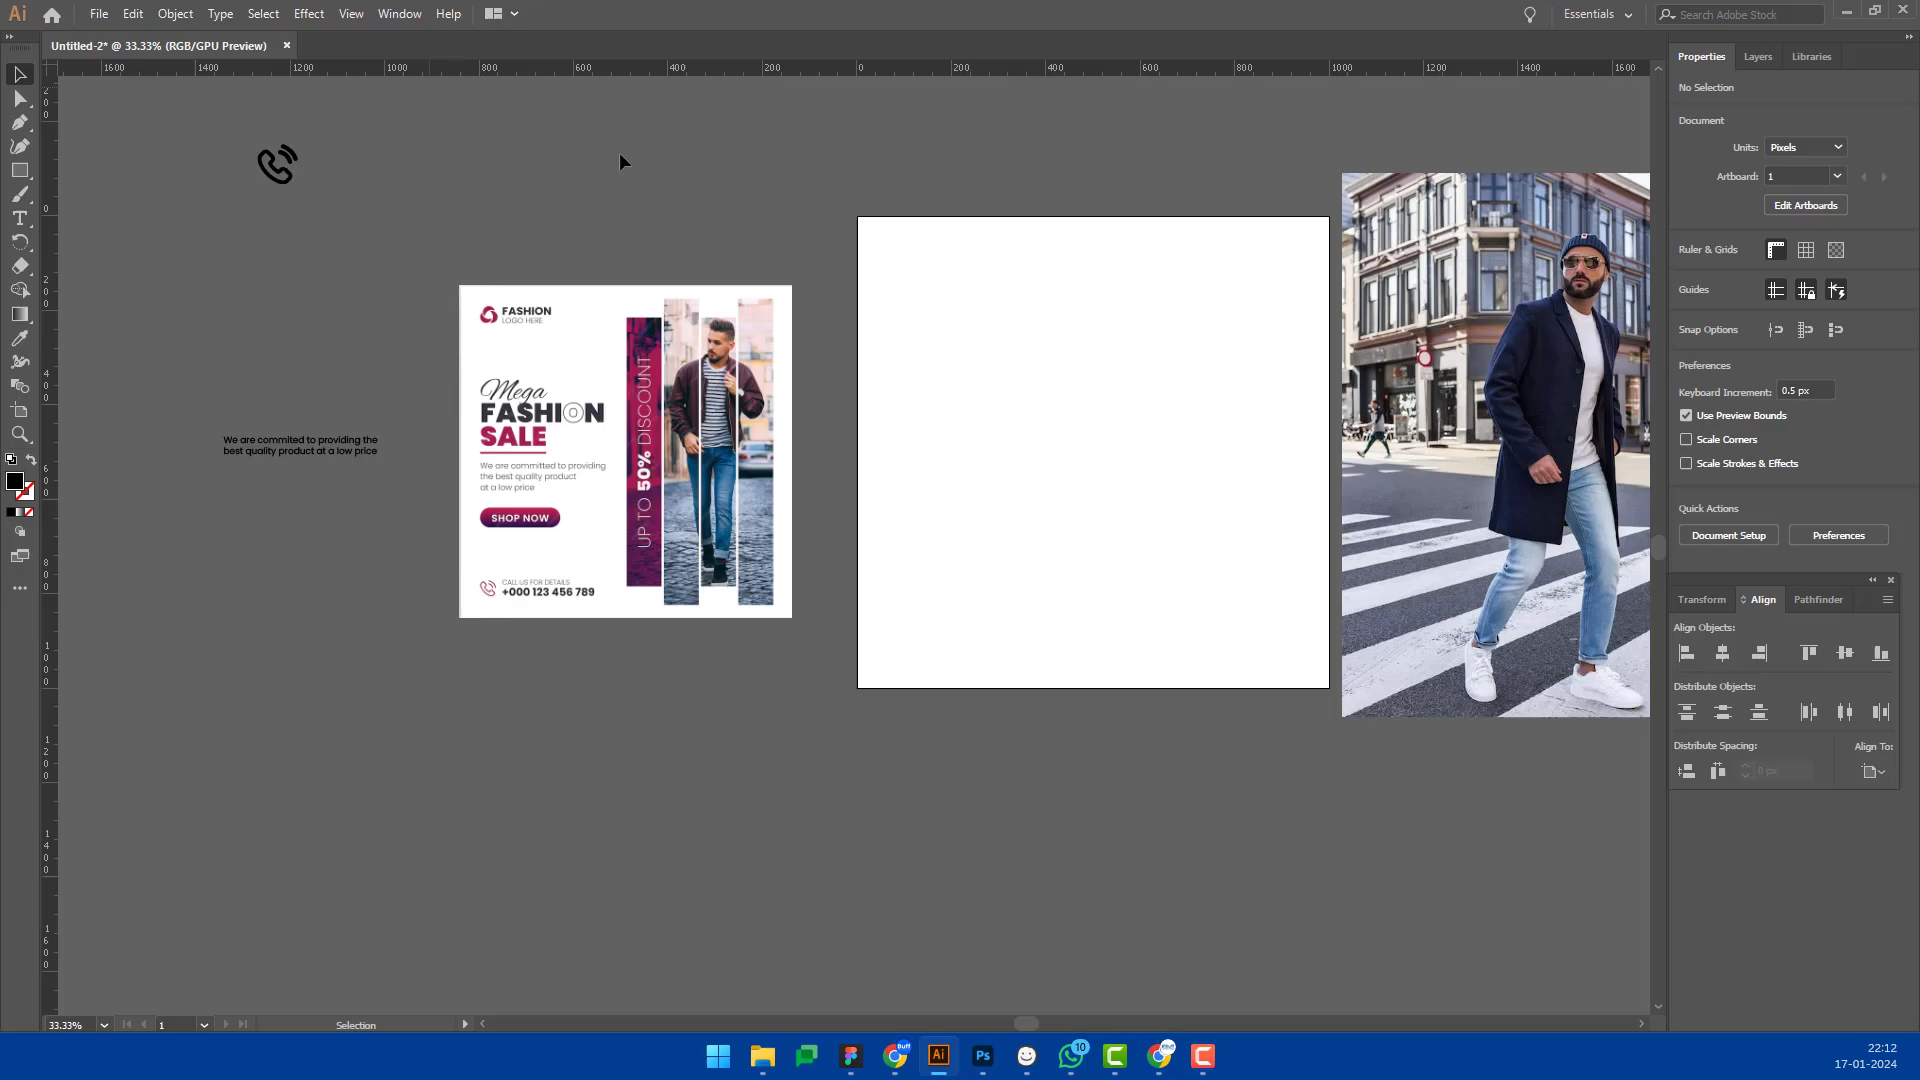 Ai
File Edit Object Type Select Effect View Window Help
Essentials
Search Adobe Stock
Untitled-2* @ 33.33% (RGB/GPU Preview) ×
1600 1400 1200 1000 800 600 400 200 0 200 400 600 800 1000 1200 1400 1600
FASHION
LOGO HERE
Mega
FASHION
SALE
We are committed to providing
the best quality product
at a low price
SHOP NOW
CALL US FOR DETAILS
+000 123 456 789
UP TO 50% DISCOUNT
We are commited to providing the
best quality product at a low price
Properties Layers Libraries
No Selection
Document
Units: Pixels
Artboard: 1
Edit Artboards
Ruler & Grids
Guides
Snap Options
Preferences
Keyboard Increment: 0.5 px
Use Preview Bounds
Scale Corners
Scale Strokes & Effects
Quick Actions
Document Setup Preferences
Transform Align Pathfinder
Align Objects:
Distribute Objects:
Distribute Spacing: Align To:
0 px
33.33% 1 Selection
Buff
Ai
Ps
10
22:12
17-01-2024